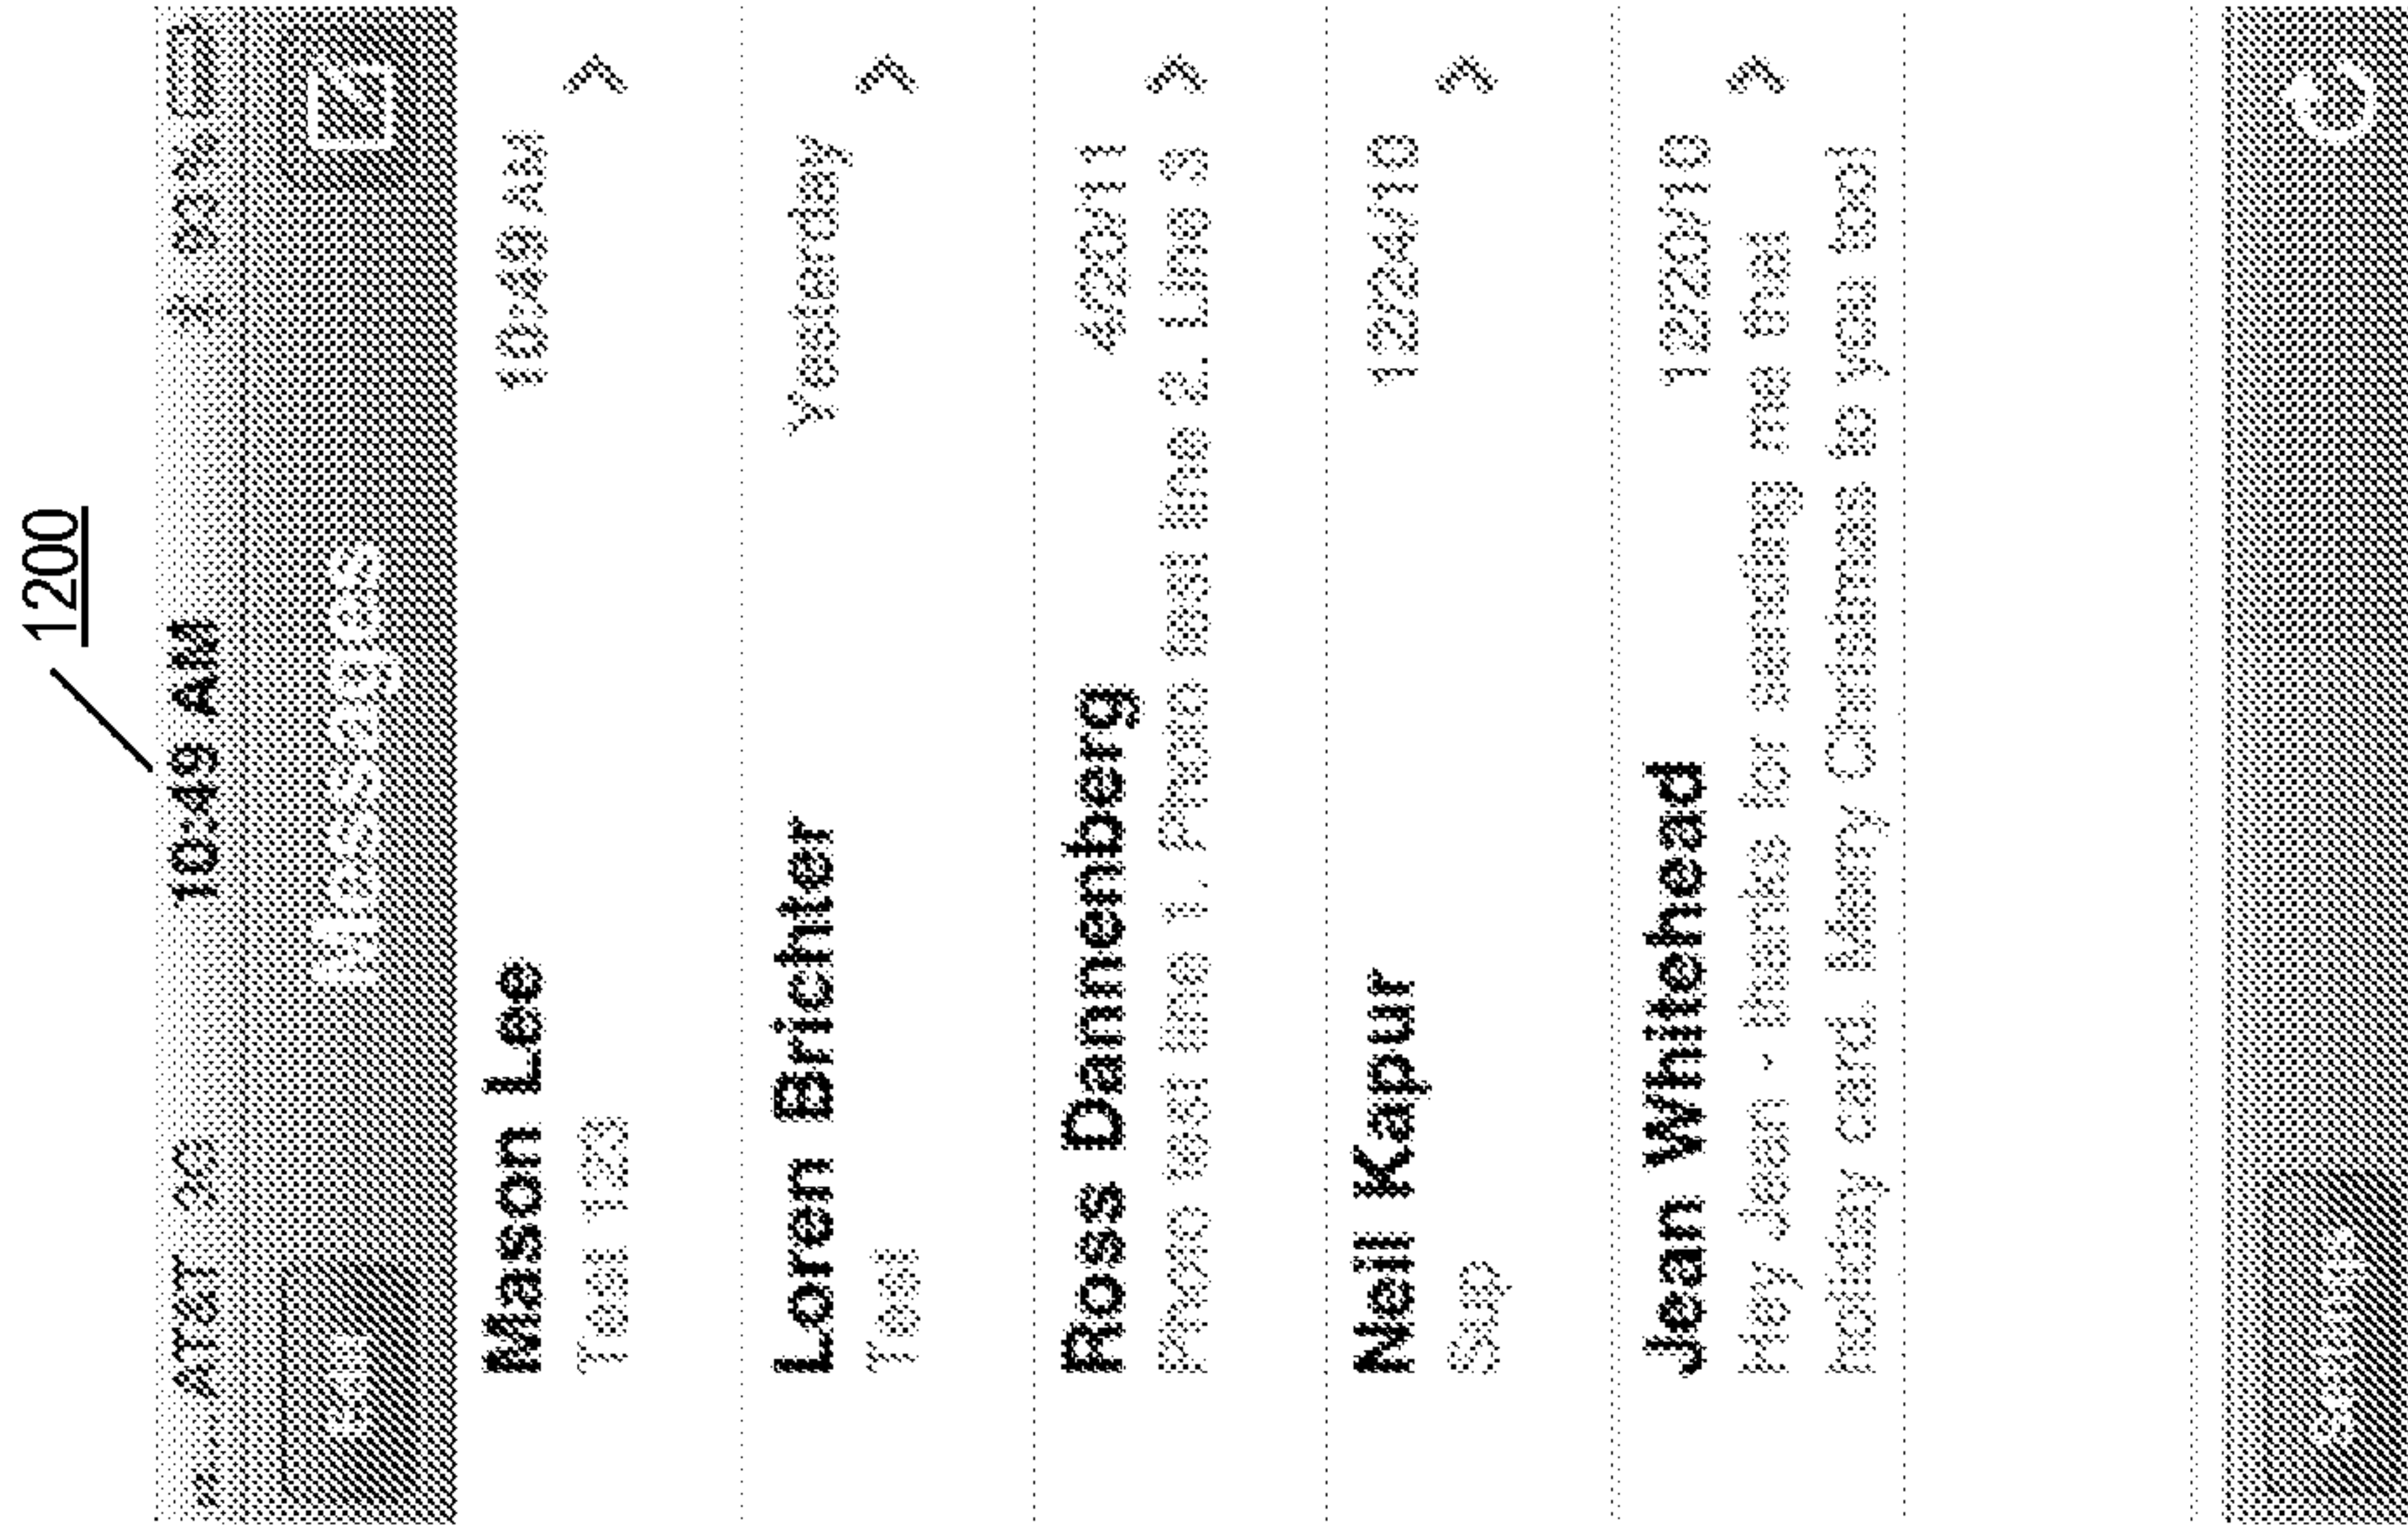 1200
AT&T 3G 10:49 AM 93%
Edit Messages
Mason Lee 10:49 AM
Test 123
Loren Brichter Yesterday
Test
Ross Dannenberg 4/20/11
Photo test line 1. Photo test line 2. Line 3
Neil Kapur 12/24/10
Sup
Jean Whitehead 12/20/10
Hey Jean - thanks for sending me that
holiday card. Merry Christmas to you too!
Settings